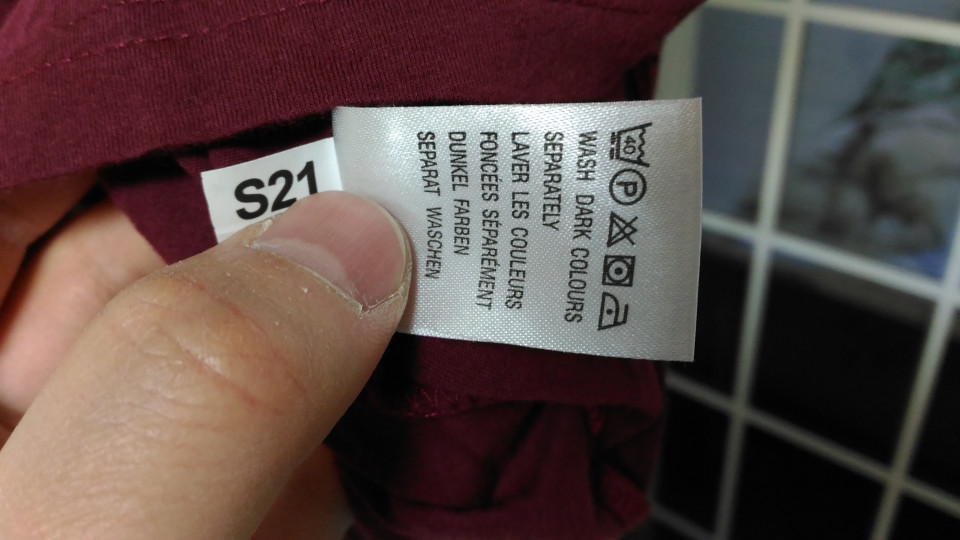 40
P
WASH DARK COLOURS
SEPARATELY
LAVER LES COULEURS
FONCÉES SÉPARÉMENT
DUNKEL FARBEN
SEPARAT WASCHEN
S21